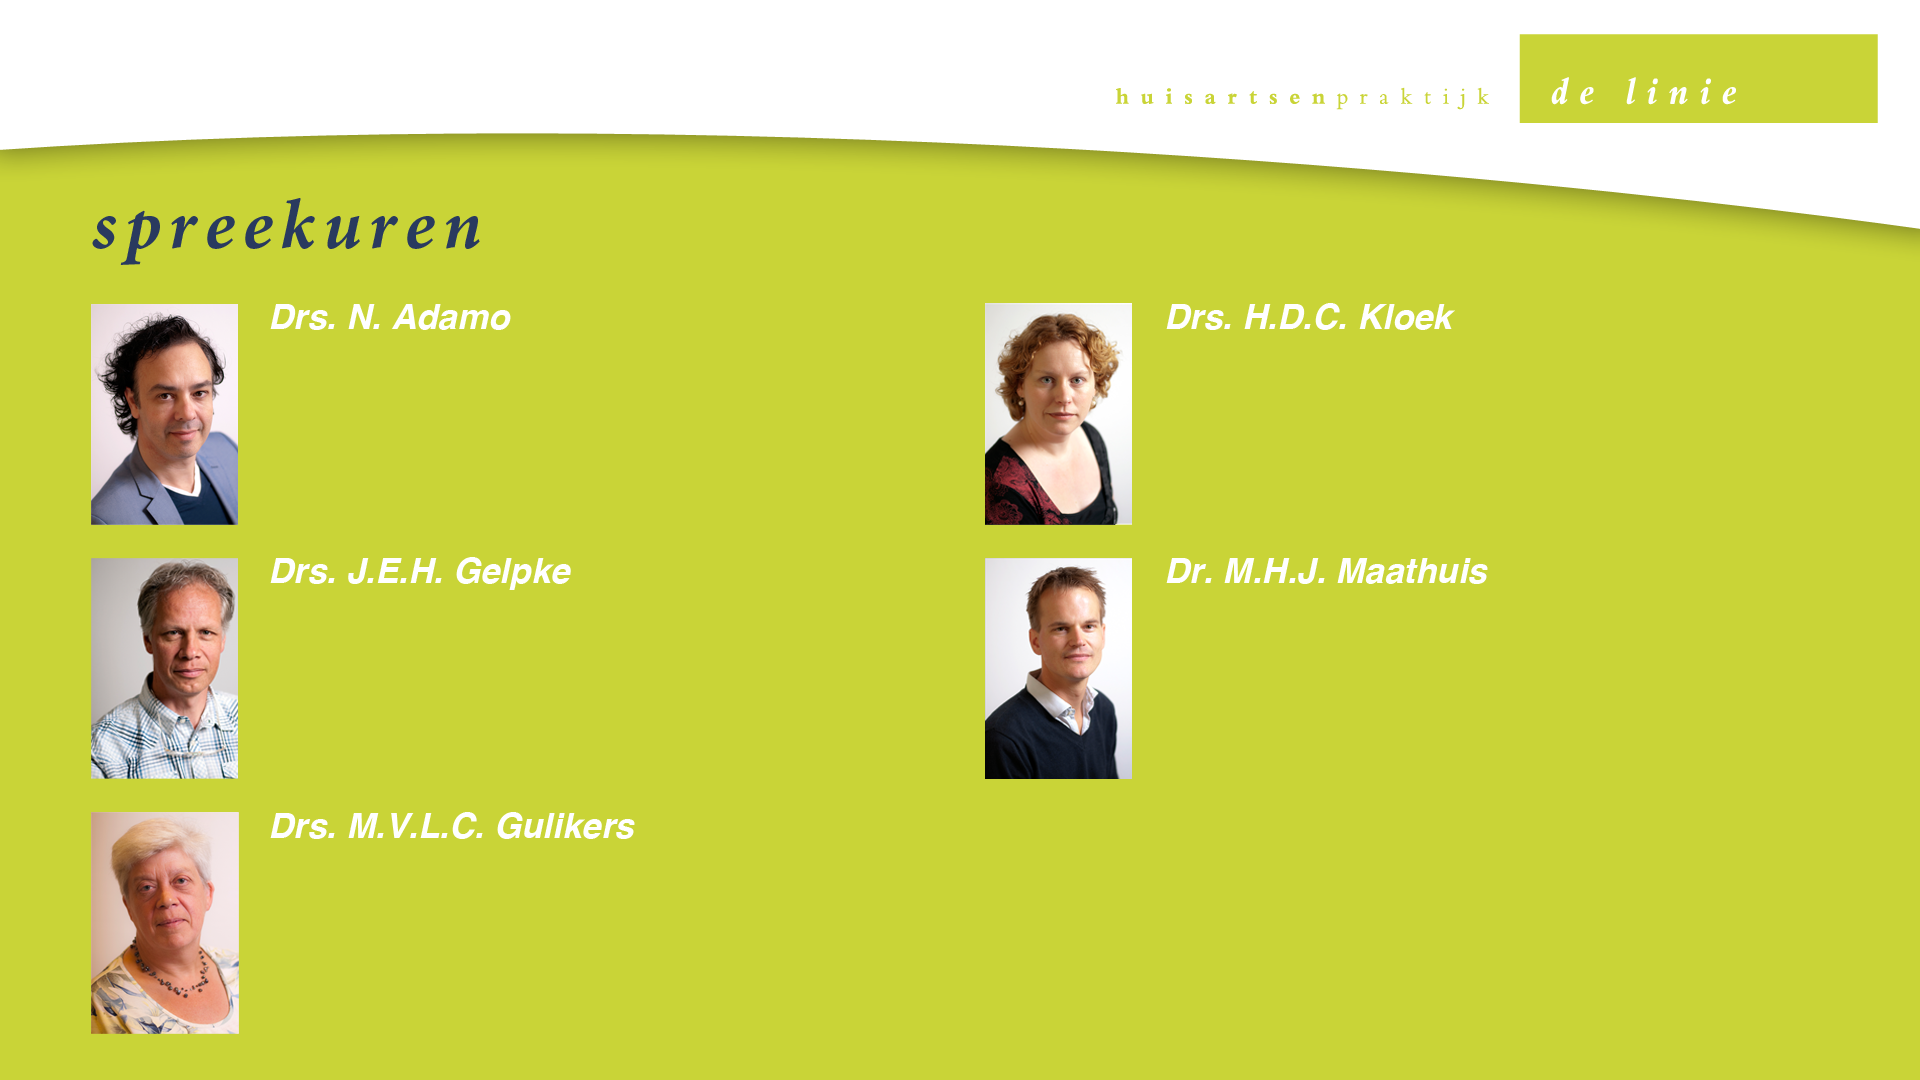 huisartsenpraktijk de linie
spreekuren
Drs. N. Adamo
Drs. H.D.C. Kloek
Drs. J.E.H. Gelpke
Dr. M.H.J. Maathuis
Drs. M.V.L.C. Gulikers